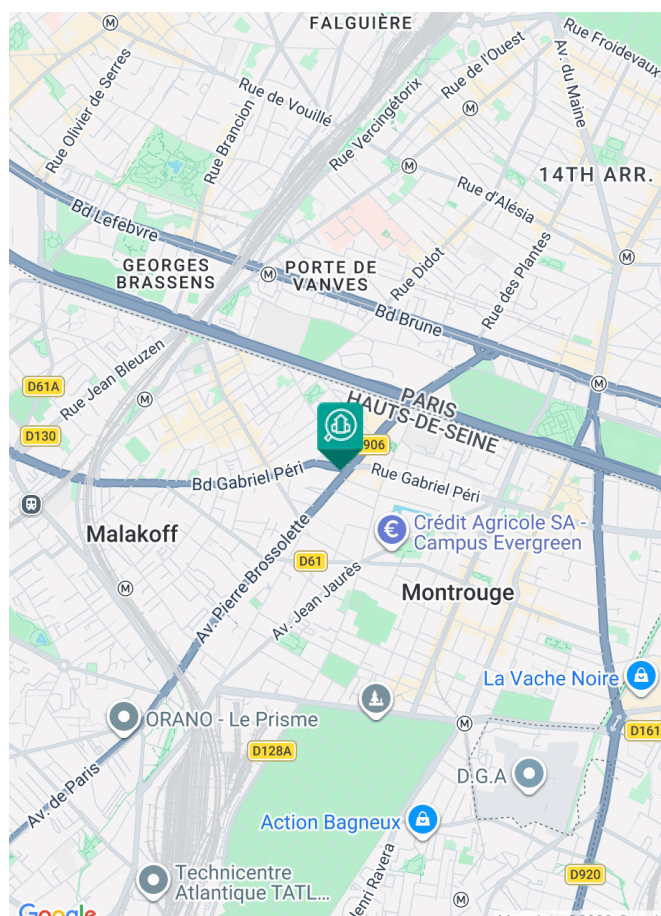 FALGUIÈRE
Rue Froidevaux
Rue de l'Ouest
Av. du Maine
Rue Olivier de Serres
Rue de Vouillé
Rue Vercingétorix
Rue Brancion
14TH ARR.
Rue d'Alésia
Bd Lefebvre
Rue Didot
Rue des Plantes
GEORGES
BRASSENS
PORTE DE
VANVES
Bd Brune
Rue Jean Bleuzen
D61A
PARIS
HAUTS-DE-SEINE
D130
906
Bd Gabriel Péri
Rue Gabriel Péri
Malakoff
Crédit Agricole SA -
Campus Evergreen
Av. Pierre Brossolette
D61
Av. Jean Jaurès
Montrouge
La Vache Noire
ORANO - Le Prisme
D161
D128A
D.G.A
Av. de Paris
Action Bagneux
Technicentre
Atlantique TATL...
Henri Ravera
D920
Google